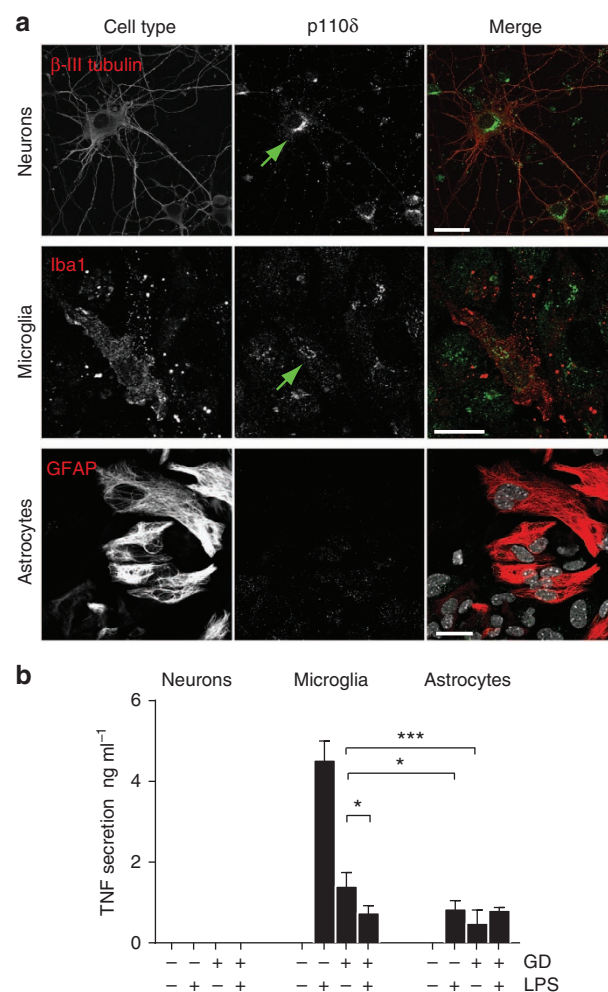 a
Cell type p110δ Merge
Neurons
β-III tubulin
Microglia
Iba1
Astrocytes
GFAP
b
Neurons Microglia Astrocytes
TNF secretion ng ml⁻¹
6
4
2
0
***
*
*
− − + + − − + + − − + + GD
− + − + − + − + − + − + LPS